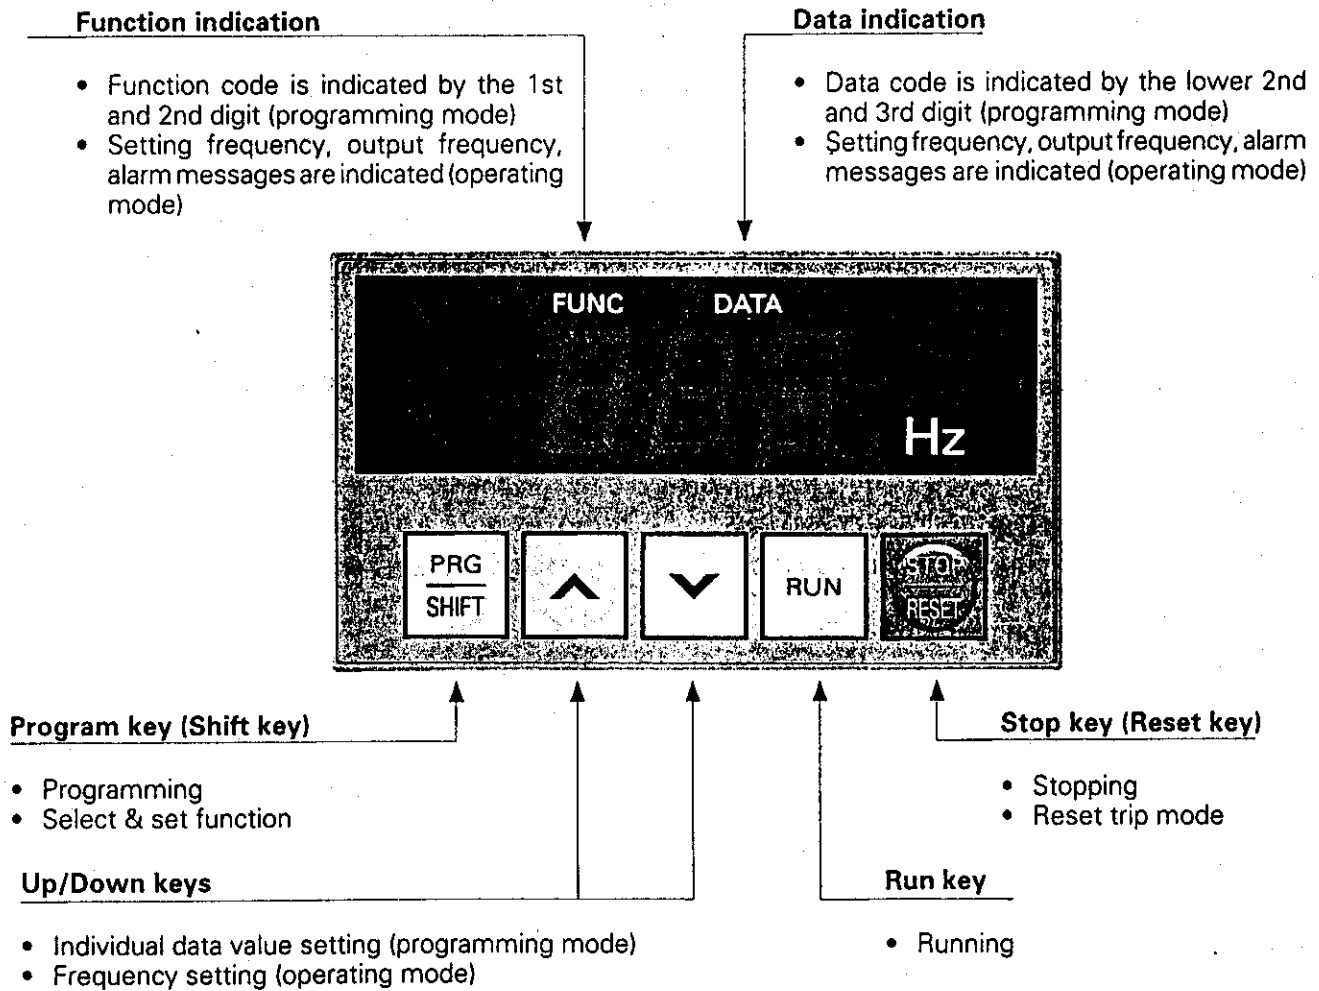 Function indication
• Function code is indicated by the 1st
and 2nd digit (programming mode)
• Setting frequency, output frequency,
alarm messages are indicated (operating
mode)
Data indication
• Data code is indicated by the lower 2nd
and 3rd digit (programming mode)
• Setting frequency, output frequency, alarm
messages are indicated (operating mode)
FUNC DATA
Hz
PRG
SHIFT
RUN
STOP
RESET
Program key (Shift key)
• Programming
• Select & set function
Stop key (Reset key)
• Stopping
• Reset trip mode
Up/Down keys
• Individual data value setting (programming mode)
• Frequency setting (operating mode)
Run key
• Running